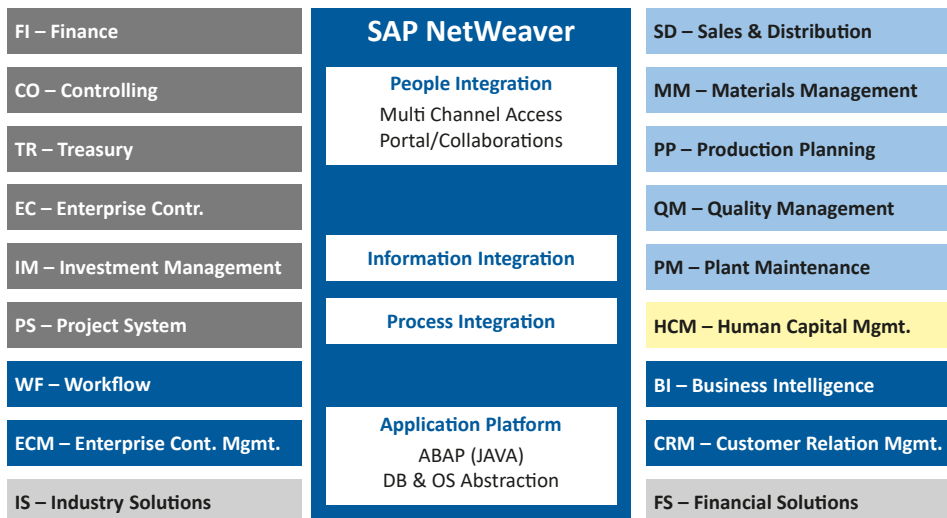 FI – Finance
CO – Controlling
TR – Treasury
EC – Enterprise Contr.
IM – Investment Management
PS – Project System
WF – Workflow
ECM – Enterprise Cont. Mgmt.
IS – Industry Solutions
SAP NetWeaver
People Integration
Multi Channel Access
Portal/Collaborations
Information Integration
Process Integration
Application Platform
ABAP (JAVA)
DB & OS Abstraction
SD – Sales & Distribution
MM – Materials Management
PP – Production Planning
QM – Quality Management
PM – Plant Maintenance
HCM – Human Capital Mgmt.
BI – Business Intelligence
CRM – Customer Relation Mgmt.
FS – Financial Solutions